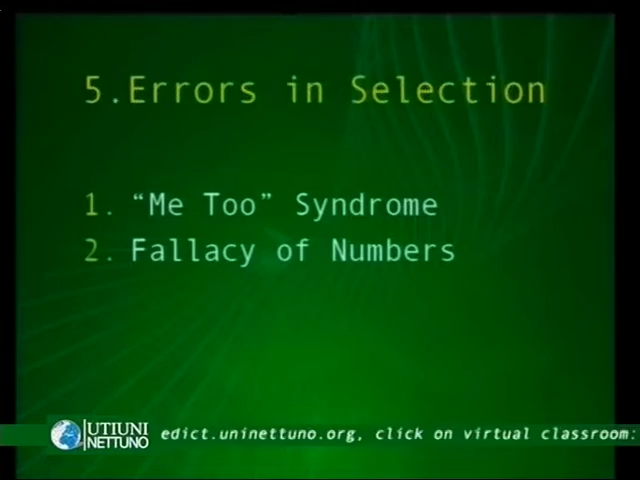 5.Errors in Selection
1. “Me Too” Syndrome
2. Fallacy of Numbers
UTIUNI
NETTUNO
edict.uninettuno.org, click on virtual classroom: